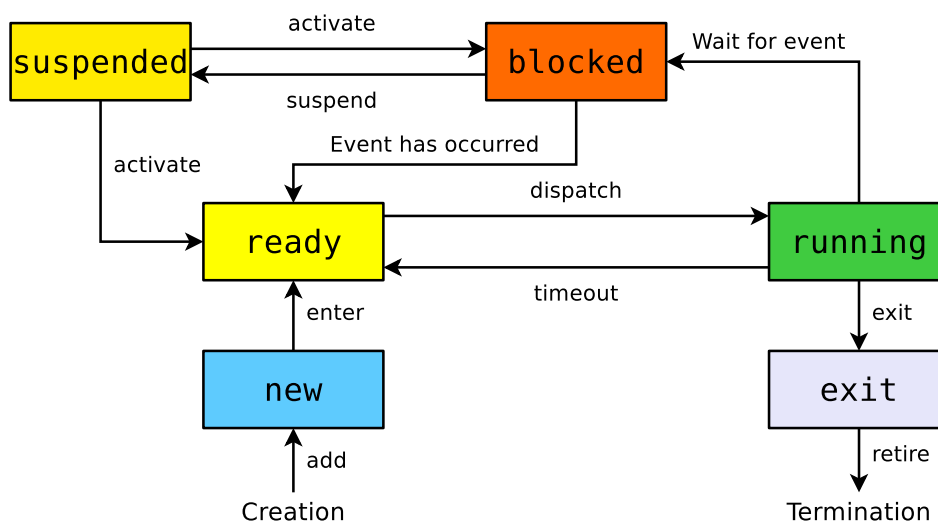 activate
suspended
blocked
Wait for event
suspend
Event has occurred
activate
dispatch
ready
running
timeout
enter
exit
new
exit
add
retire
Creation
Termination